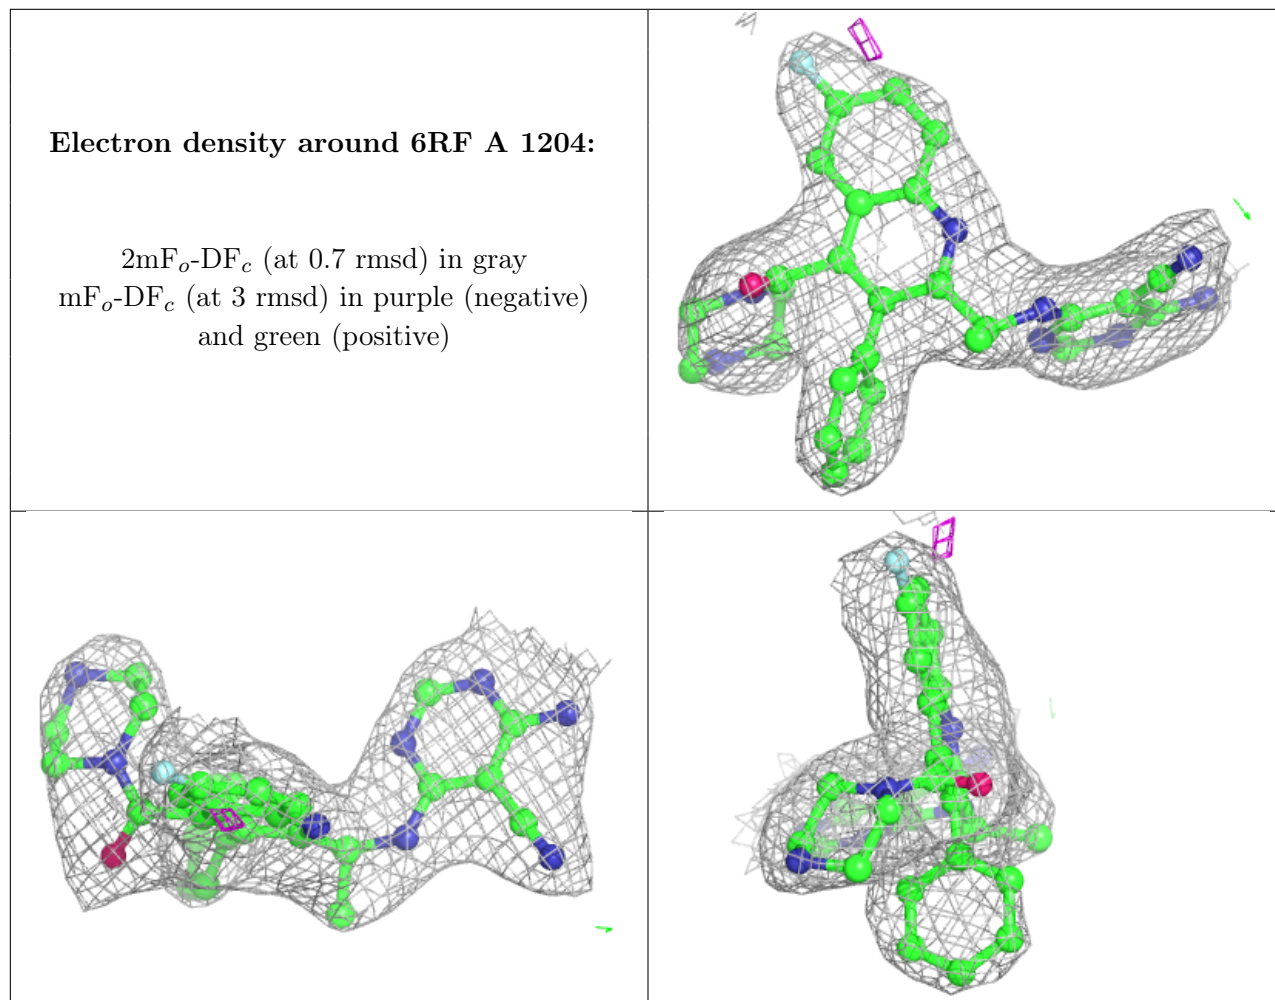 Electron density around 6RF A 1204:
2mFo-DFc (at 0.7 rmsd) in gray
mFo-DFc (at 3 rmsd) in purple (negative)
and green (positive)